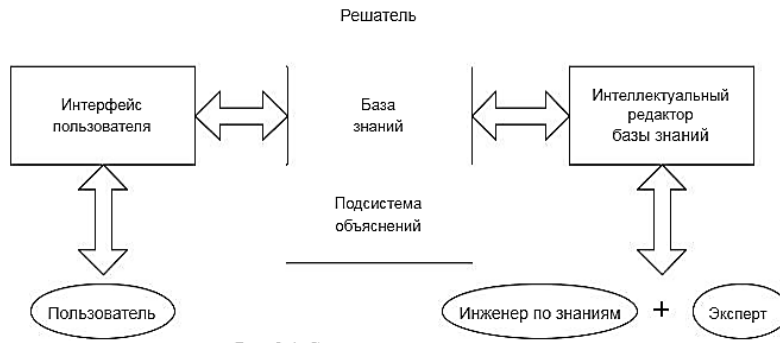 Решатель
Интерфейс
пользователя
База
знаний
Интеллектуальный
редактор
базы знаний
Подсистема
объяснений
Пользователь
Инженер по знаниям + Эксперт